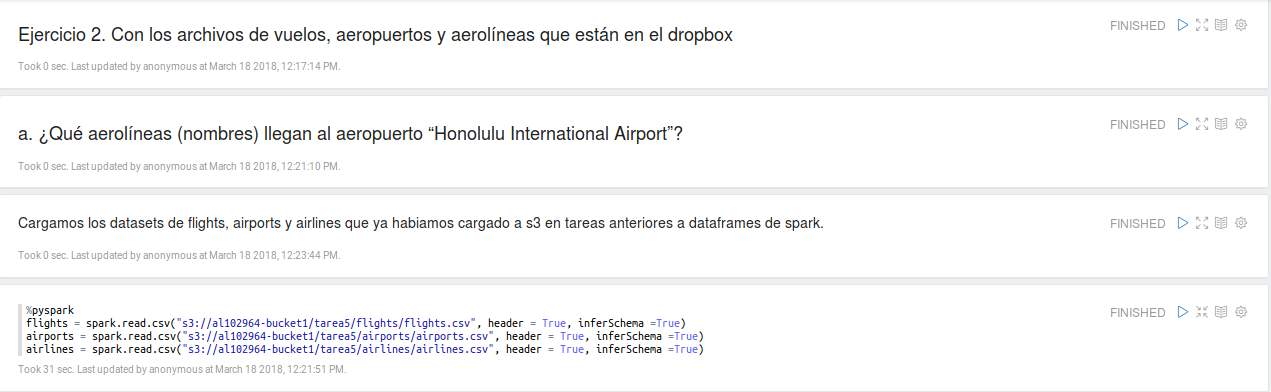 Ejercicio 2. Con los archivos de vuelos, aeropuertos y aerolíneas que están en el dropbox
FINISHED
Took 0 sec. Last updated by anonymous at March 18 2018, 12:17:14 PM.
a. ¿Qué aerolíneas (nombres) llegan al aeropuerto “Honolulu International Airport”?
FINISHED
Took 0 sec. Last updated by anonymous at March 18 2018, 12:21:10 PM.
Cargamos los datasets de flights, airports y airlines que ya habiamos cargado a s3 en tareas anteriores a dataframes de spark.
FINISHED
Took 0 sec. Last updated by anonymous at March 18 2018, 12:23:44 PM.
%pyspark
FINISHED
flights = spark.read.csv("s3://al102964-bucket1/tarea5/flights/flights.csv", header = True, inferSchema =True)
airports = spark.read.csv("s3://al102964-bucket1/tarea5/airports/airports.csv", header = True, inferSchema =True)
airlines = spark.read.csv("s3://al102964-bucket1/tarea5/airlines/airlines.csv", header = True, inferSchema =True)
Took 31 sec. Last updated by anonymous at March 18 2018, 12:21:51 PM.